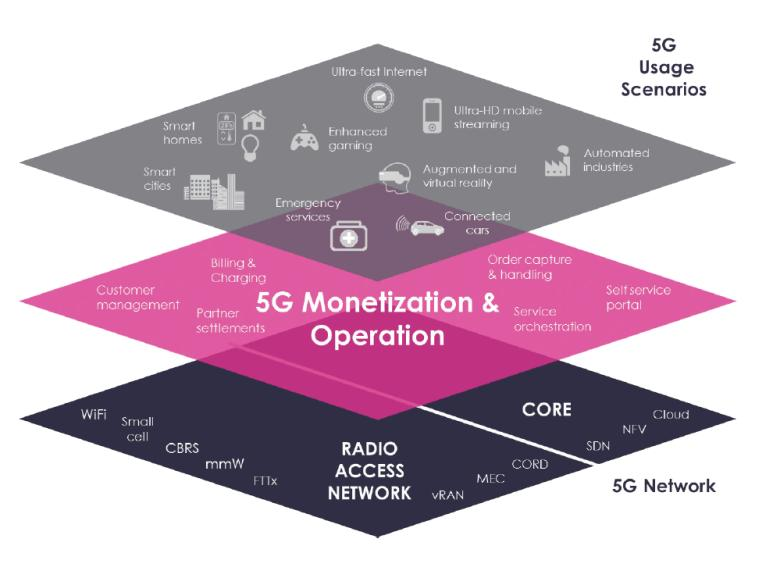 5G
Usage
Scenarios
Ultra-fast Internet
Smart
homes
Enhanced
gaming
Ultra-HD mobile
streaming
Smart
cities
Augmented and
virtual reality
Automated
industries
Emergency
services
Connected
cars
Customer
management
Billing &
Charging
Partner
settlements
5G Monetization &
Operation
Order capture
& handling
Service
orchestration
Self service
portal
WiFi
Small
cell
CBRS
mmW
FTTx
RADIO
ACCESS
NETWORK
vRAN
MEC
CORD
CORE
SDN
NFV
Cloud
5G Network